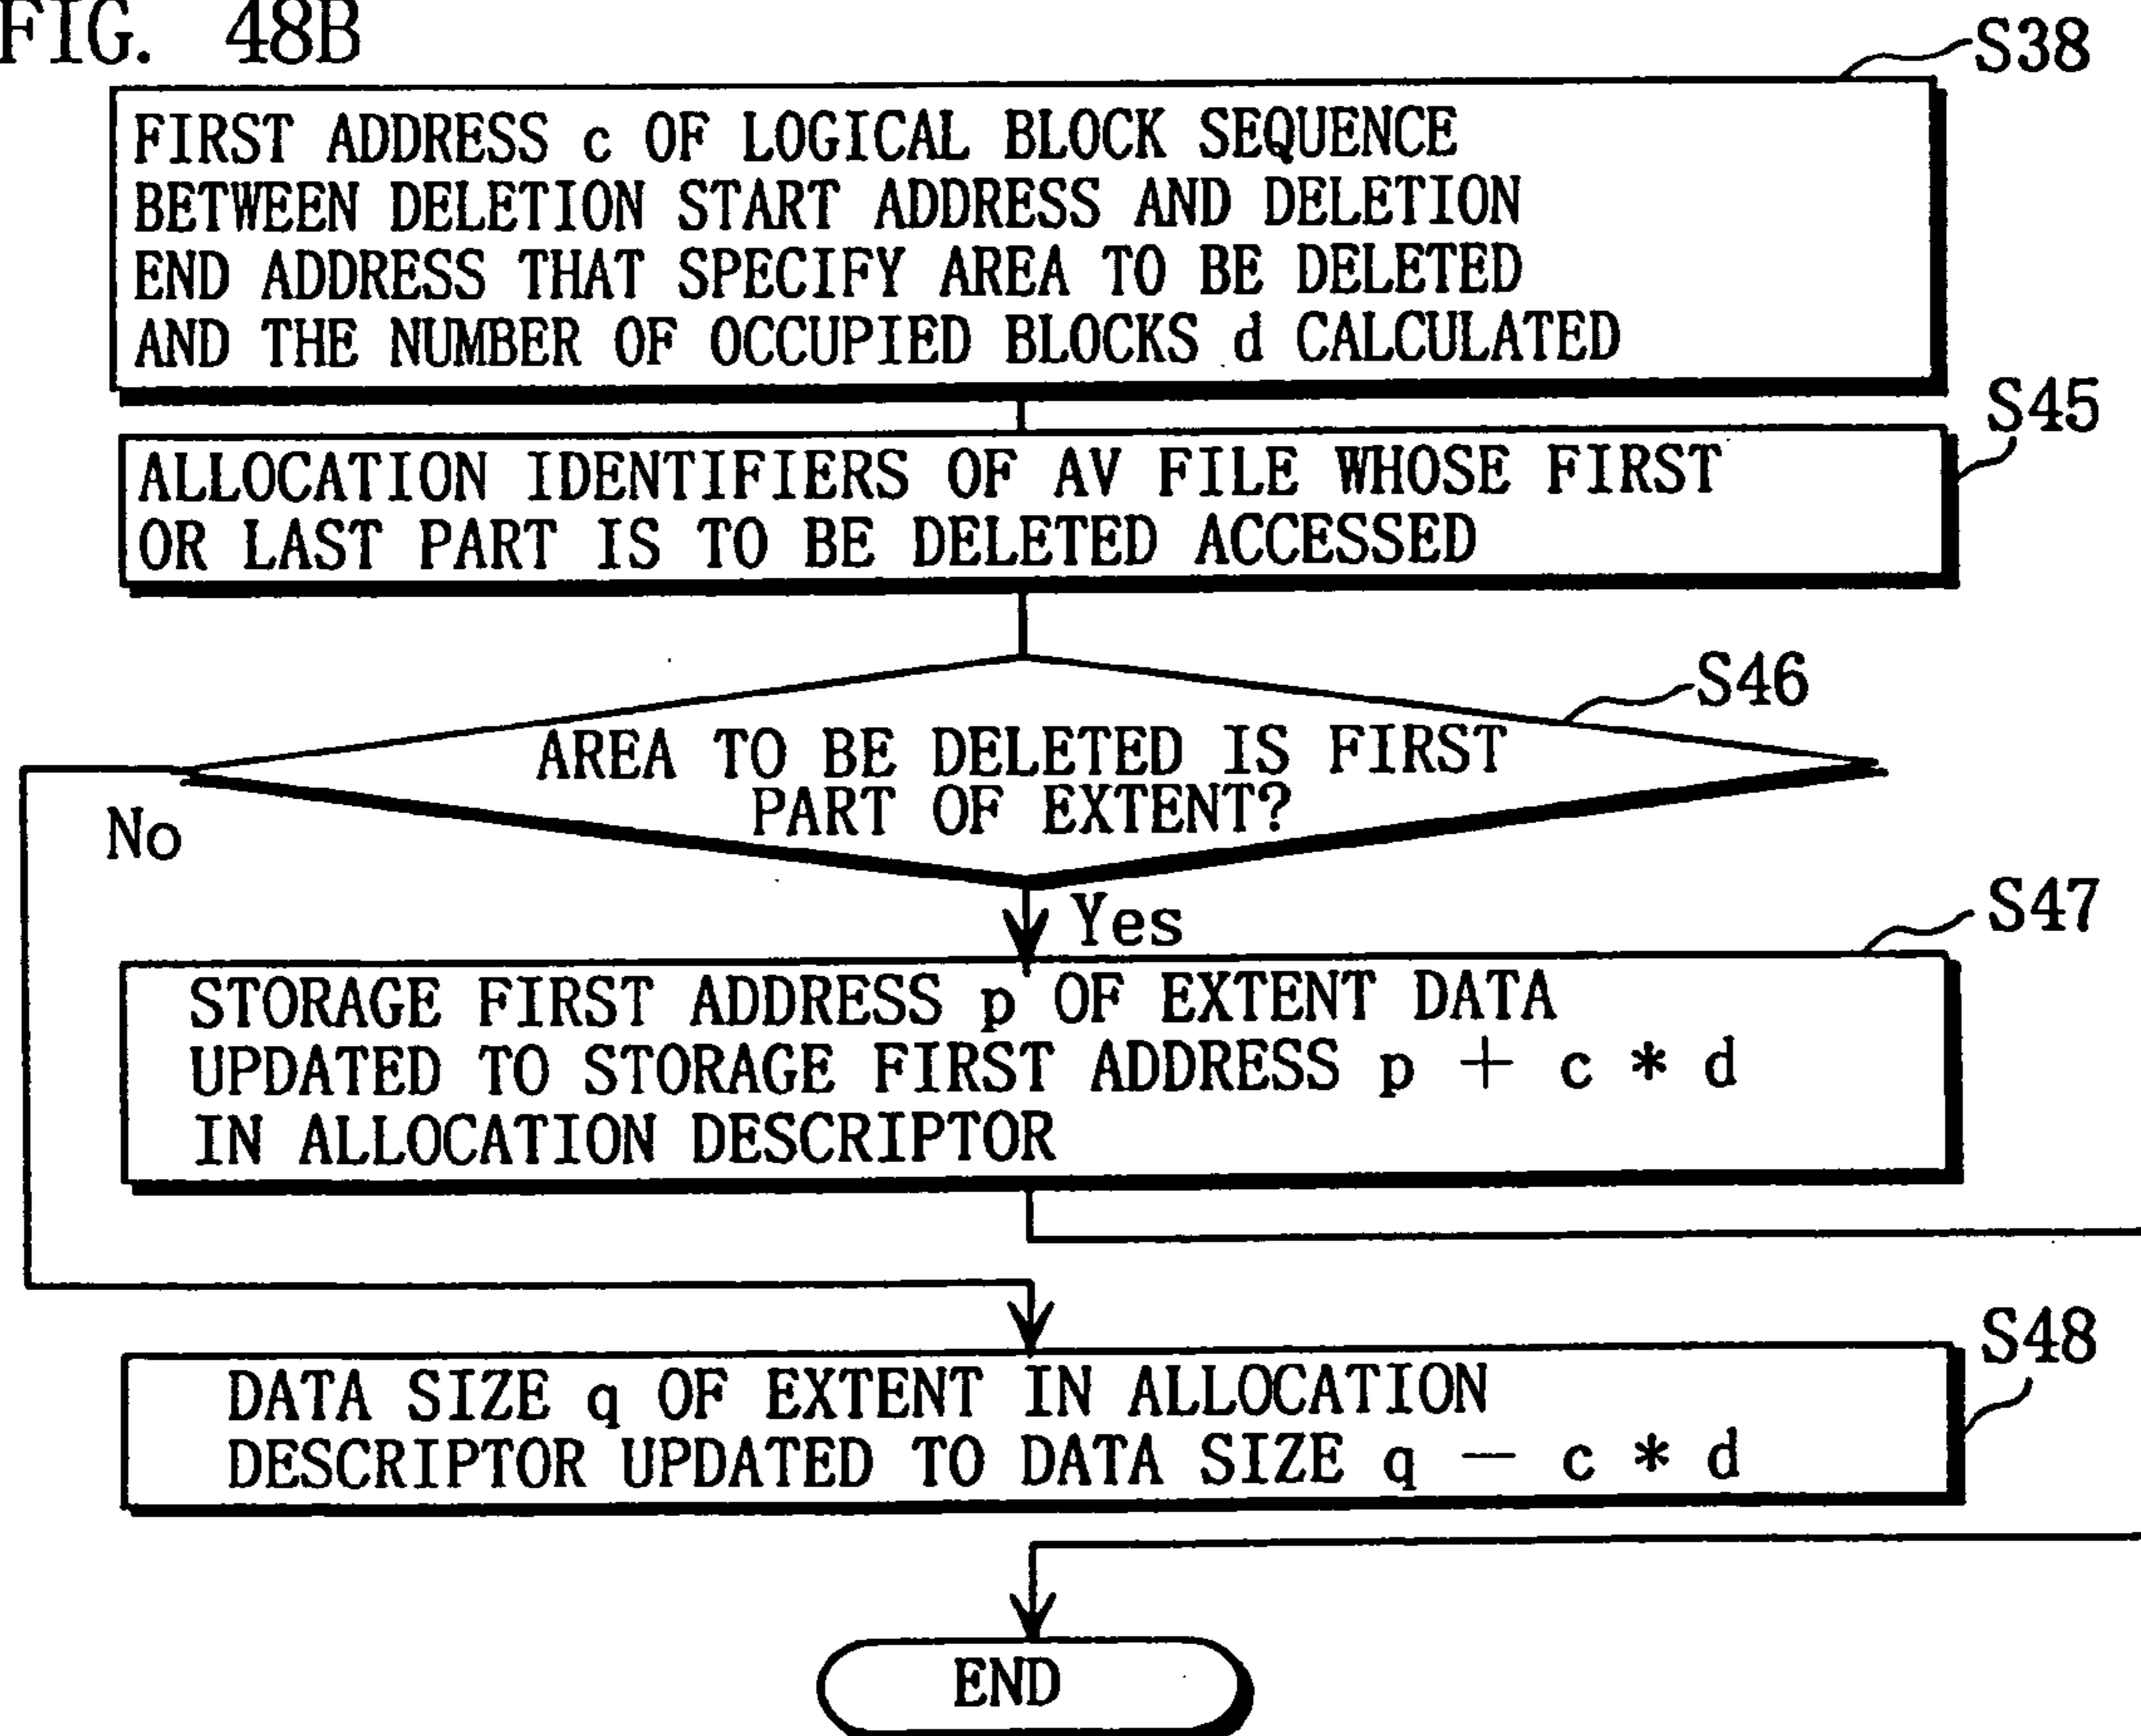 FIG. 48B
S38
FIRST ADDRESS c OF LOGICAL BLOCK SEQUENCE
BETWEEN DELETION START ADDRESS AND DELETION
END ADDRESS THAT SPECIFY AREA TO BE DELETED
AND THE NUMBER OF OCCUPIED BLOCKS d CALCULATED
S45
ALLOCATION IDENTIFIERS OF AV FILE WHOSE FIRST
OR LAST PART IS TO BE DELETED ACCESSED
S46
AREA TO BE DELETED IS FIRST
PART OF EXTENT?
No
Yes
S47
STORAGE FIRST ADDRESS p OF EXTENT DATA
UPDATED TO STORAGE FIRST ADDRESS p + c * d
IN ALLOCATION DESCRIPTOR
S48
DATA SIZE q OF EXTENT IN ALLOCATION
DESCRIPTOR UPDATED TO DATA SIZE q − c * d
END